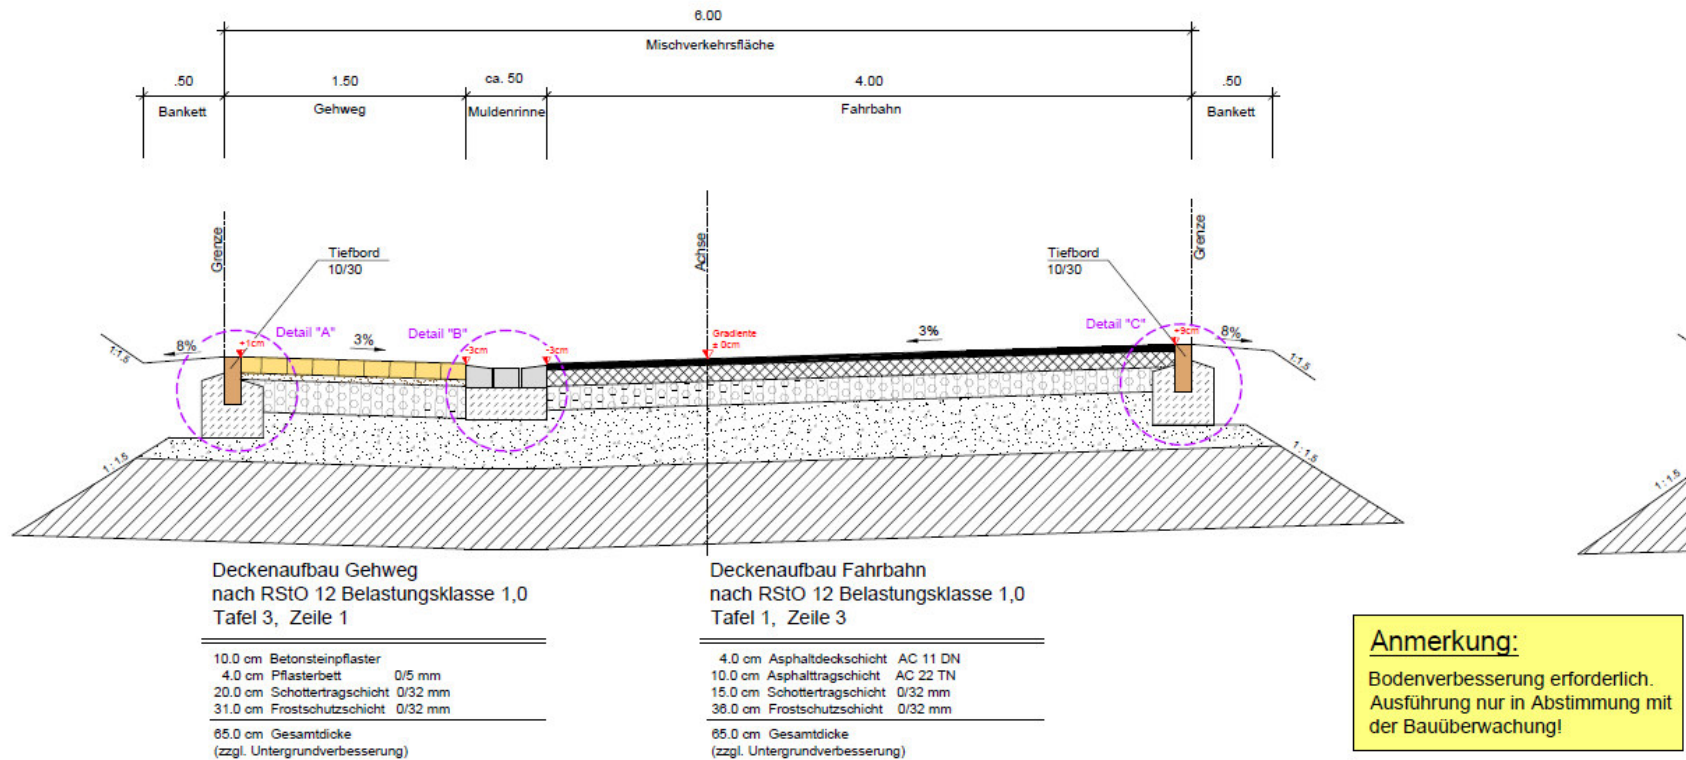 6.00
Mischverkehrsfläche
.50
1.50
ca. 50
4.00
.50
Bankett
Gehweg
Muldenrinne
Fahrbahn
Bankett
Grenze
Achse
Grenze
Tiefbord
10/30
Tiefbord
10/30
Detail "A"
Detail "B"
Detail "C"
1:1.5
8%
+1cm
3%
-3cm
-3cm
Gradiente
± 0cm
3%
+9cm
8%
1:1.5
1:1.5
1:1.5
1:1.5
Deckenaufbau Gehweg
nach RStO 12 Belastungsklasse 1,0
Tafel 3, Zeile 1
10.0 cm Betonsteinpflaster
4.0 cm Pflasterbett 0/5 mm
20.0 cm Schottertragschicht 0/32 mm
31.0 cm Frostschutzschicht 0/32 mm
65.0 cm Gesamtdicke
(zzgl. Untergrundverbesserung)
Deckenaufbau Fahrbahn
nach RStO 12 Belastungsklasse 1,0
Tafel 1, Zeile 3
4.0 cm Asphaltdeckschicht AC 11 DN
10.0 cm Asphalttragschicht AC 22 TN
15.0 cm Schottertragschicht 0/32 mm
36.0 cm Frostschutzschicht 0/32 mm
65.0 cm Gesamtdicke
(zzgl. Untergrundverbesserung)
Anmerkung:
Bodenverbesserung erforderlich.
Ausführung nur in Abstimmung mit
der Bauüberwachung!